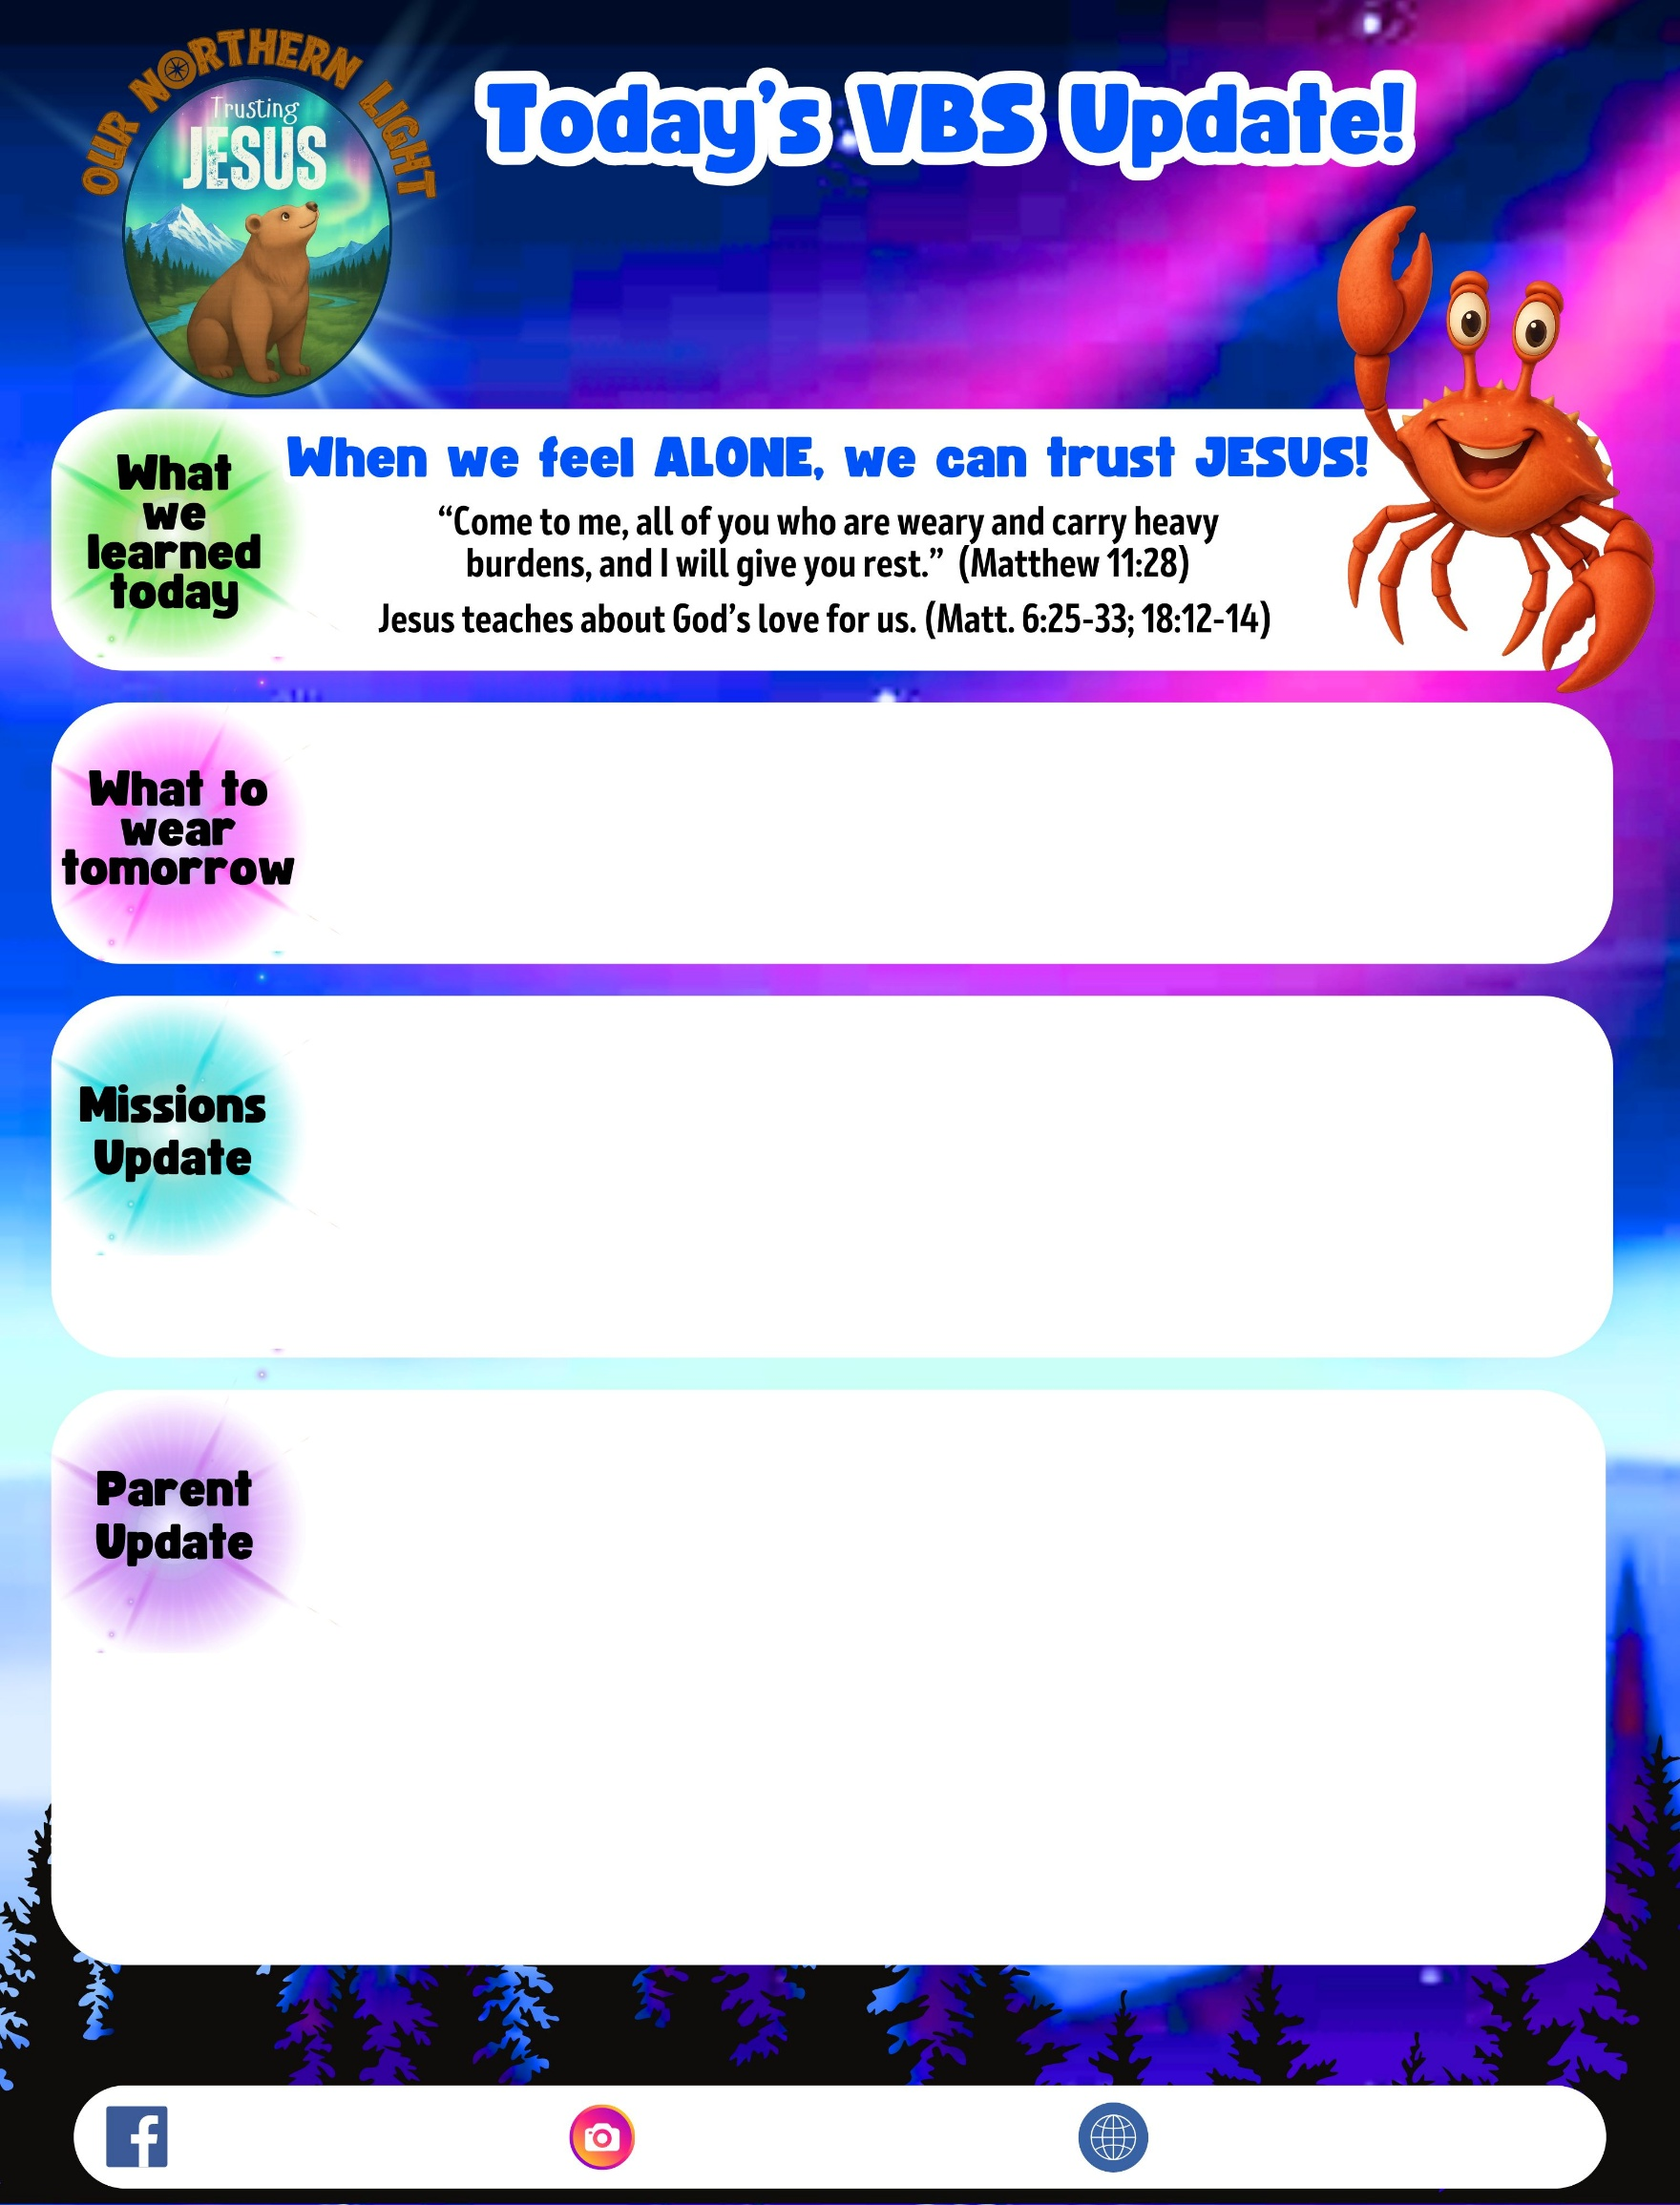 OUR NORTHERN LIGHT
Trusting
JESUS
Today's VBS Update!
What
we
learned
today
When we feel ALONE, we can trust JESUS!
“Come to me, all of you who are weary and carry heavy
burdens, and I will give you rest.” (Matthew 11:28)
Jesus teaches about God’s love for us. (Matt. 6:25-33; 18:12-14)
What to
wear
tomorrow
Missions
Update
Parent
Update